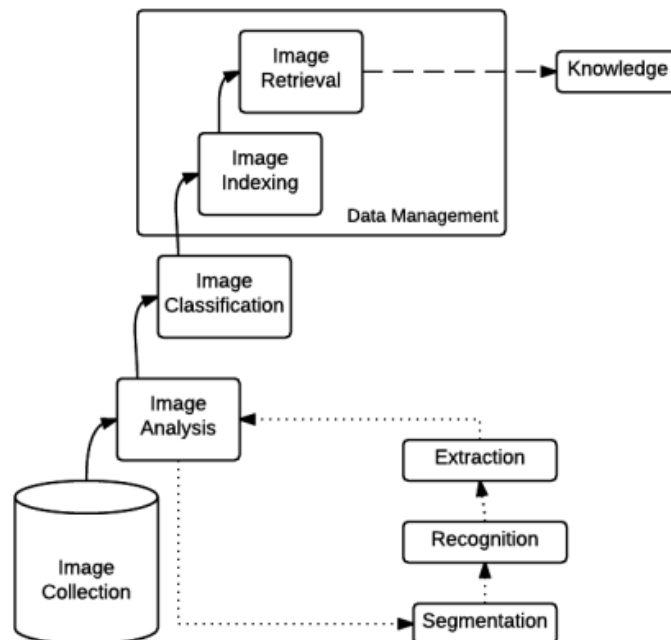 Image
Retrieval
Knowledge
Image
Indexing
Data Management
Image
Classification
Image
Analysis
Extraction
Recognition
Image
Collection
Segmentation